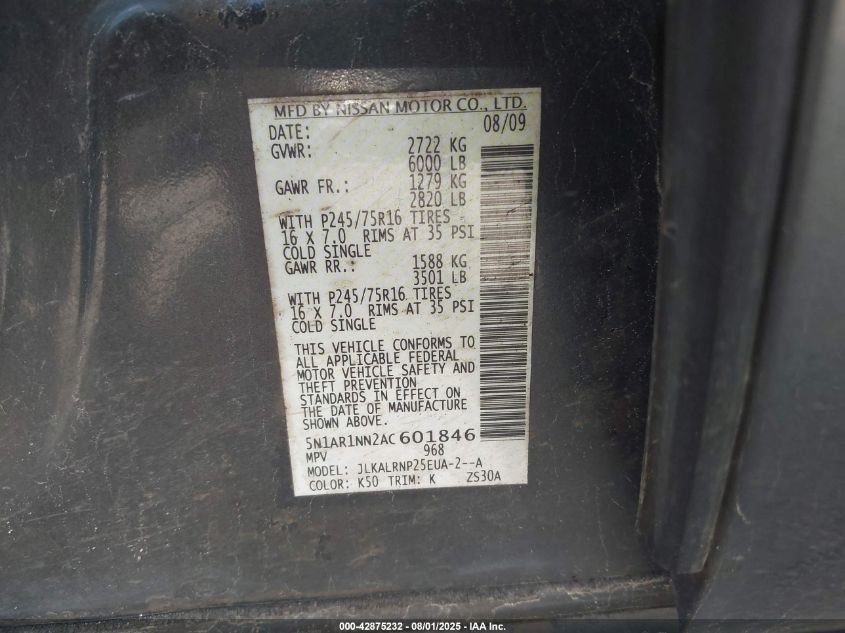 MFD BY NISSAN MOTOR CO., LTD.
DATE: 08/09
GVWR: 2722 KG
6000 LB
GAWR FR.: 1279 KG
2820 LB
WITH P245/75R16 TIRES
16 X 7.0 RIMS AT 35 PSI
COLD SINGLE
GAWR RR.: 1588 KG
3501 LB
WITH P245/75R16 TIRES
16 X 7.0 RIMS AT 35 PSI
COLD SINGLE
THIS VEHICLE CONFORMS TO
ALL APPLICABLE FEDERAL
MOTOR VEHICLE SAFETY AND
THEFT PREVENTION
STANDARDS IN EFFECT ON
THE DATE OF MANUFACTURE
SHOWN ABOVE.
5N1AR1NN2AC601846
MPV 968
MODEL: JLKALRNP25EUA-2--A
COLOR: K50 TRIM: K ZS30A
000-42875232 - 08/01/2025 - IAA Inc.